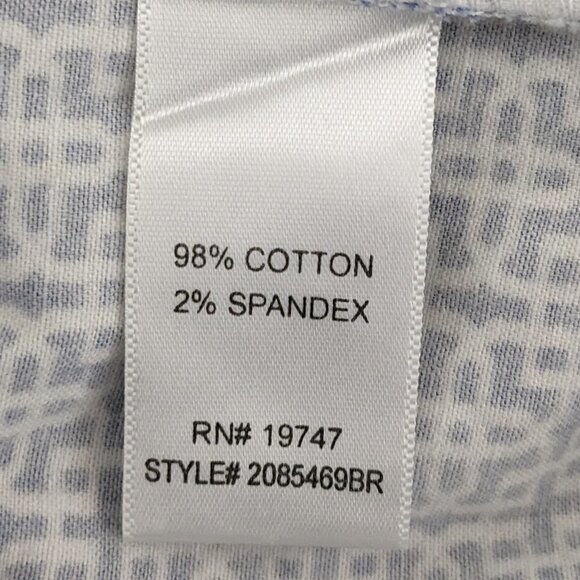 98% COTTON
2% SPANDEX
RN# 19747
STYLE# 2085469BR